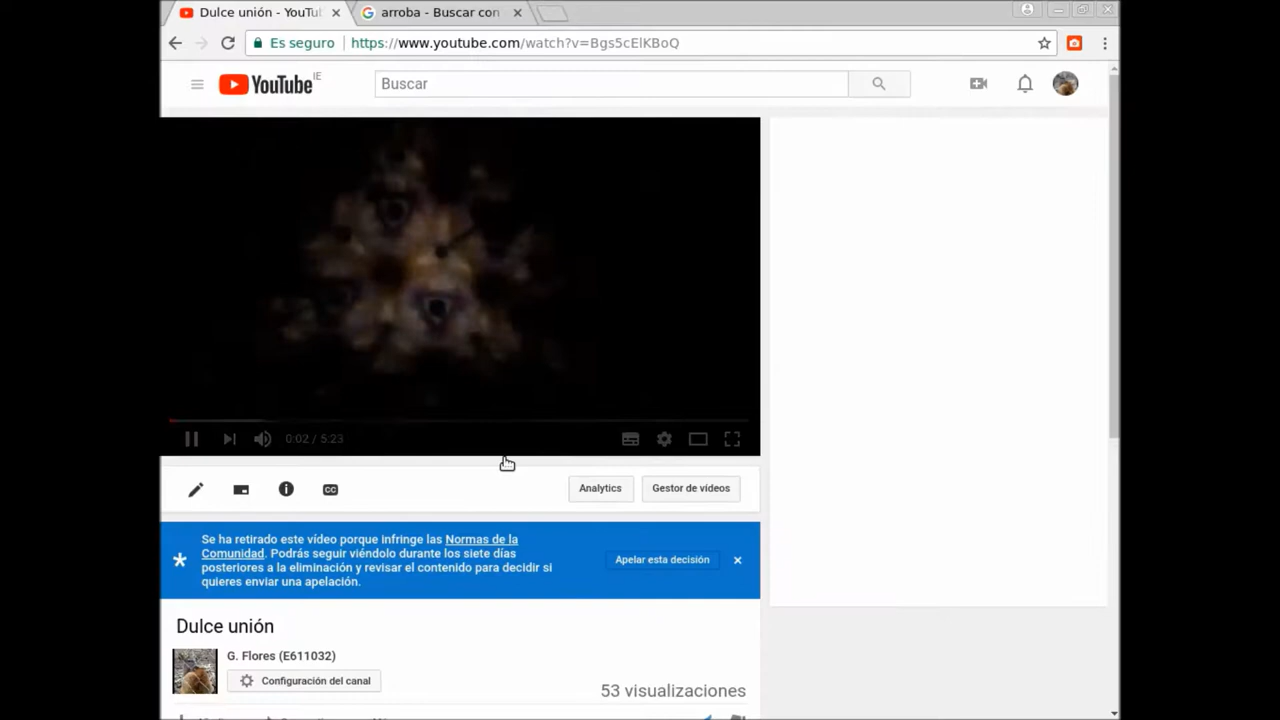 Dulce unión - YouTu
arroba - Buscar con
Es seguro
https://www.youtube.com/watch?v=Bgs5cElKBoQ
YouTube IE
Buscar
0:02 / 5:23
CC
Analytics
Gestor de vídeos
Se ha retirado este vídeo porque infringe las Normas de la
Comunidad. Podrás seguir viéndolo durante los siete días
posteriores a la eliminación y revisar el contenido para decidir si
quieres enviar una apelación.
Apelar esta decisión
Dulce unión
G. Flores (E611032)
Configuración del canal
53 visualizaciones